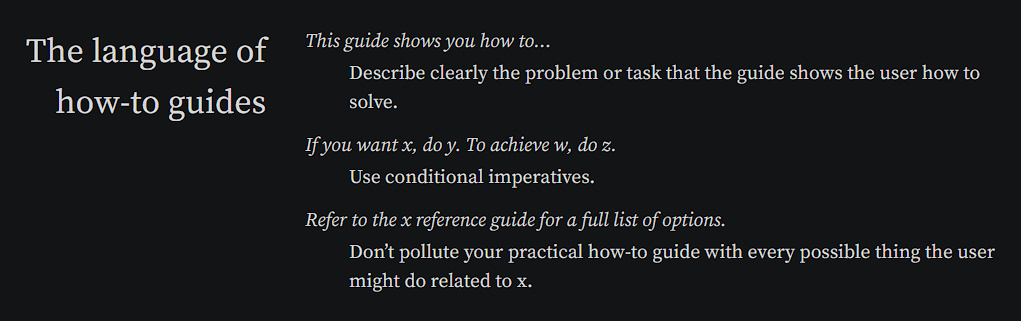 The language of
how-to guides
This guide shows you how to…
Describe clearly the problem or task that the guide shows the user how to
solve.
If you want x, do y. To achieve w, do z.
Use conditional imperatives.
Refer to the x reference guide for a full list of options.
Don’t pollute your practical how-to guide with every possible thing the user
might do related to x.